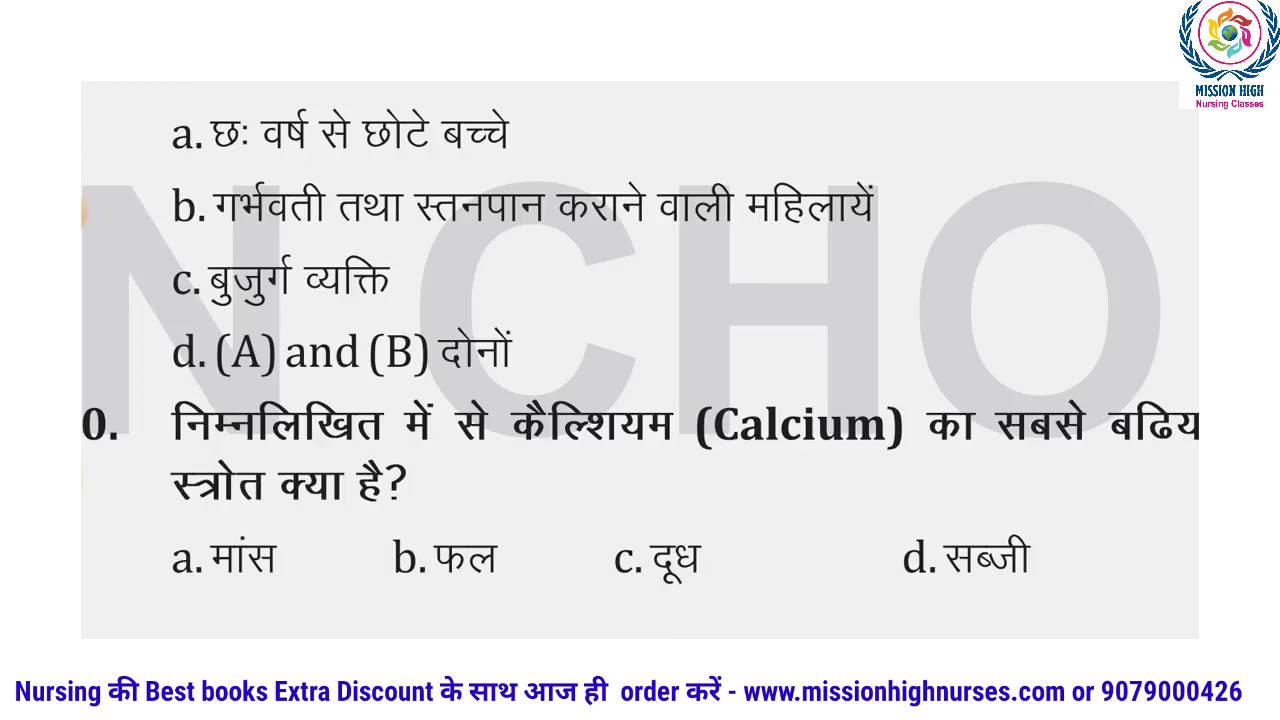 MISSION HIGH
Nursing Classes
N CHO
a. छः वर्ष से छोटे बच्चे
b. गर्भवती तथा स्तनपान कराने वाली महिलायें
c. बुजुर्ग व्यक्ति
d. (A) and (B) दोनों
0. निम्नलिखित में से कैल्शियम (Calcium) का सबसे बढिय
स्त्रोत क्या है?
a. मांस b. फल c. दूध d. सब्जी
Nursing की Best books Extra Discount के साथ आज ही order करें - www.missionhighnurses.com or 9079000426